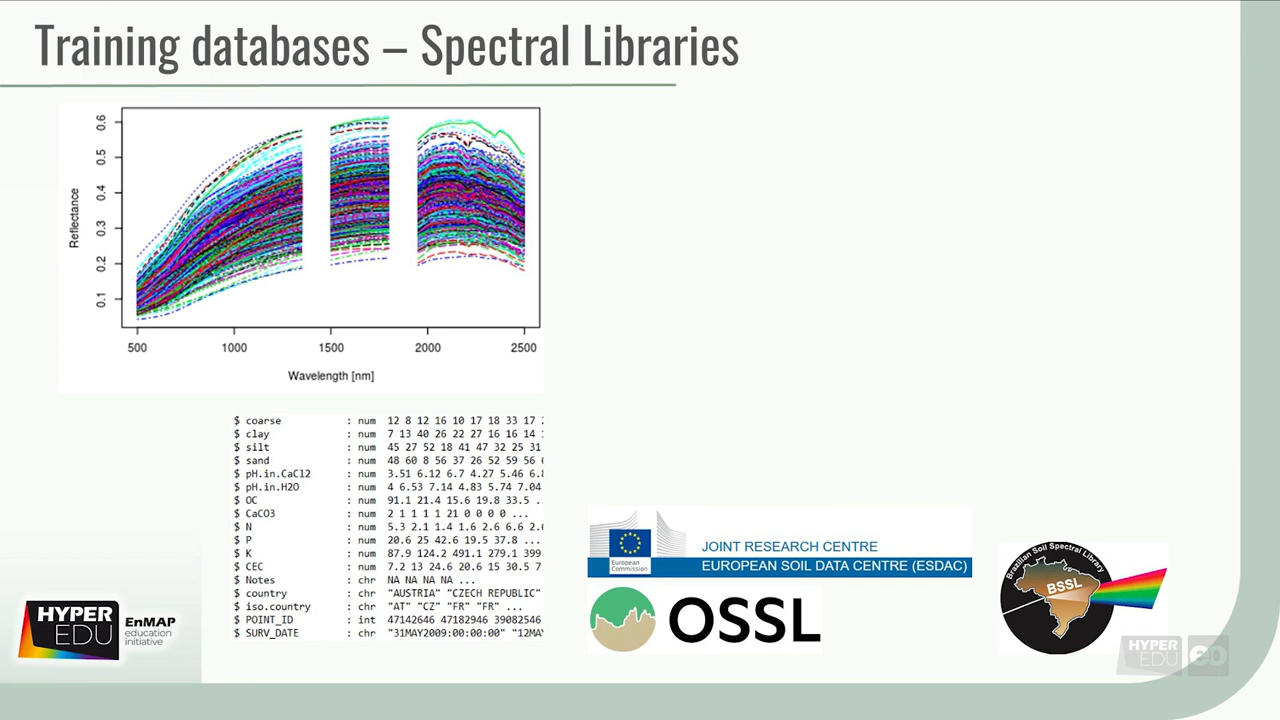 Training databases – Spectral Libraries
0.6
0.5
0.4
0.3
0.2
0.1
Reflectance
500 1000 1500 2000 2500
Wavelength [nm]
$ coarse : num 12 8 12 16 10 17 18 33 17
$ clay : num 7 13 40 26 22 27 16 16 14
$ silt : num 45 27 52 18 41 47 32 25 31
$ sand : num 48 60 8 56 37 26 52 59 56
$ pH.in.CaCl2 : num 3.51 6.12 6.7 4.27 5.46
$ pH.in.H2O : num 4 6.53 7.14 4.83 5.74 7.04
$ OC : num 91.1 21.4 15.6 19.8 33.5 ..
$ CaCO3 : num 2 1 1 1 1 21 0 0 0 0 ...
$ N : num 5.3 2.1 1.4 1.6 2.6 6.6
$ P : num 20.6 25 42.6 19.5 37.8 ...
$ K : num 87.9 124.2 491.1 279.1 399
$ CEC : num 7.2 13 24.6 20.6 15 30.5 7
$ Notes : chr NA NA NA NA ...
$ country : chr "AUSTRIA" "CZECH REPUBLIC"
$ iso.country : chr "AT" "CZ" "FR" "FR" ...
$ POINT_ID : int 47142646 47182946 39082546
$ SURV_DATE : chr "31MAY2009:00:00:00" "12MA
European
Commission
JOINT RESEARCH CENTRE
EUROPEAN SOIL DATA CENTRE (ESDAC)
OSSL
Brazilian Soil Spectral Library
BSSL
HYPER
EDU
EnMAP
education
initiative
HYPER
EDU
eo